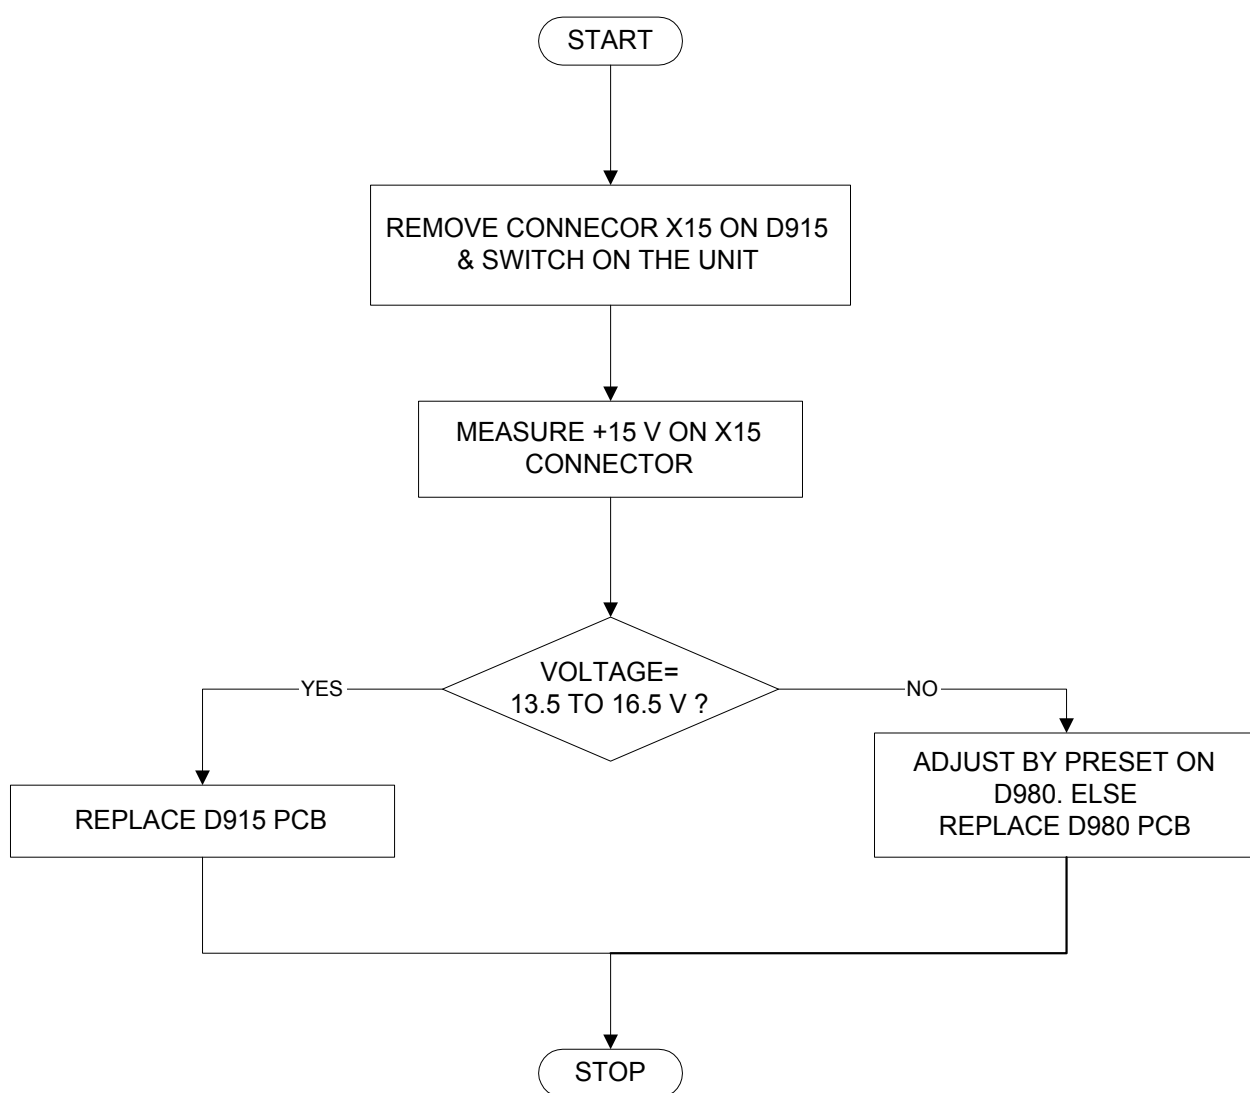 START
REMOVE CONNECOR X15 ON D915
& SWITCH ON THE UNIT
MEASURE +15 V ON X15
CONNECTOR
VOLTAGE=
13.5 TO 16.5 V ?
YES
NO
REPLACE D915 PCB
ADJUST BY PRESET ON
D980. ELSE
REPLACE D980 PCB
STOP